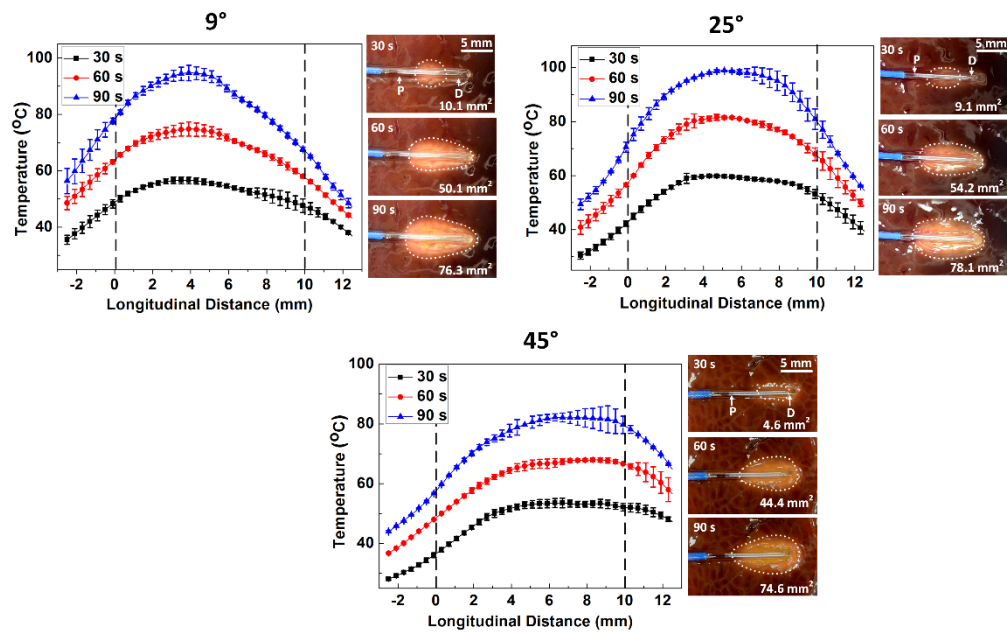 9°
100
80
60
40
Temperature (°C)
30 s
60 s
90 s
-2 0 2 4 6 8 10 12
Longitudinal Distance (mm)
30 s
5 mm
P
D
10.1 mm²
60 s
50.1 mm²
90 s
76.3 mm²
25°
100
80
60
40
Temperature (°C)
30 s
60 s
90 s
-2 0 2 4 6 8 10 12
Longitudinal Distance (mm)
30 s
5 mm
P
D
9.1 mm²
60 s
54.2 mm²
90 s
78.1 mm²
45°
100
80
60
40
Temperature (°C)
30 s
60 s
90 s
-2 0 2 4 6 8 10 12
Longitudinal Distance (mm)
30 s
5 mm
P
D
4.6 mm²
60 s
44.4 mm²
90 s
74.6 mm²